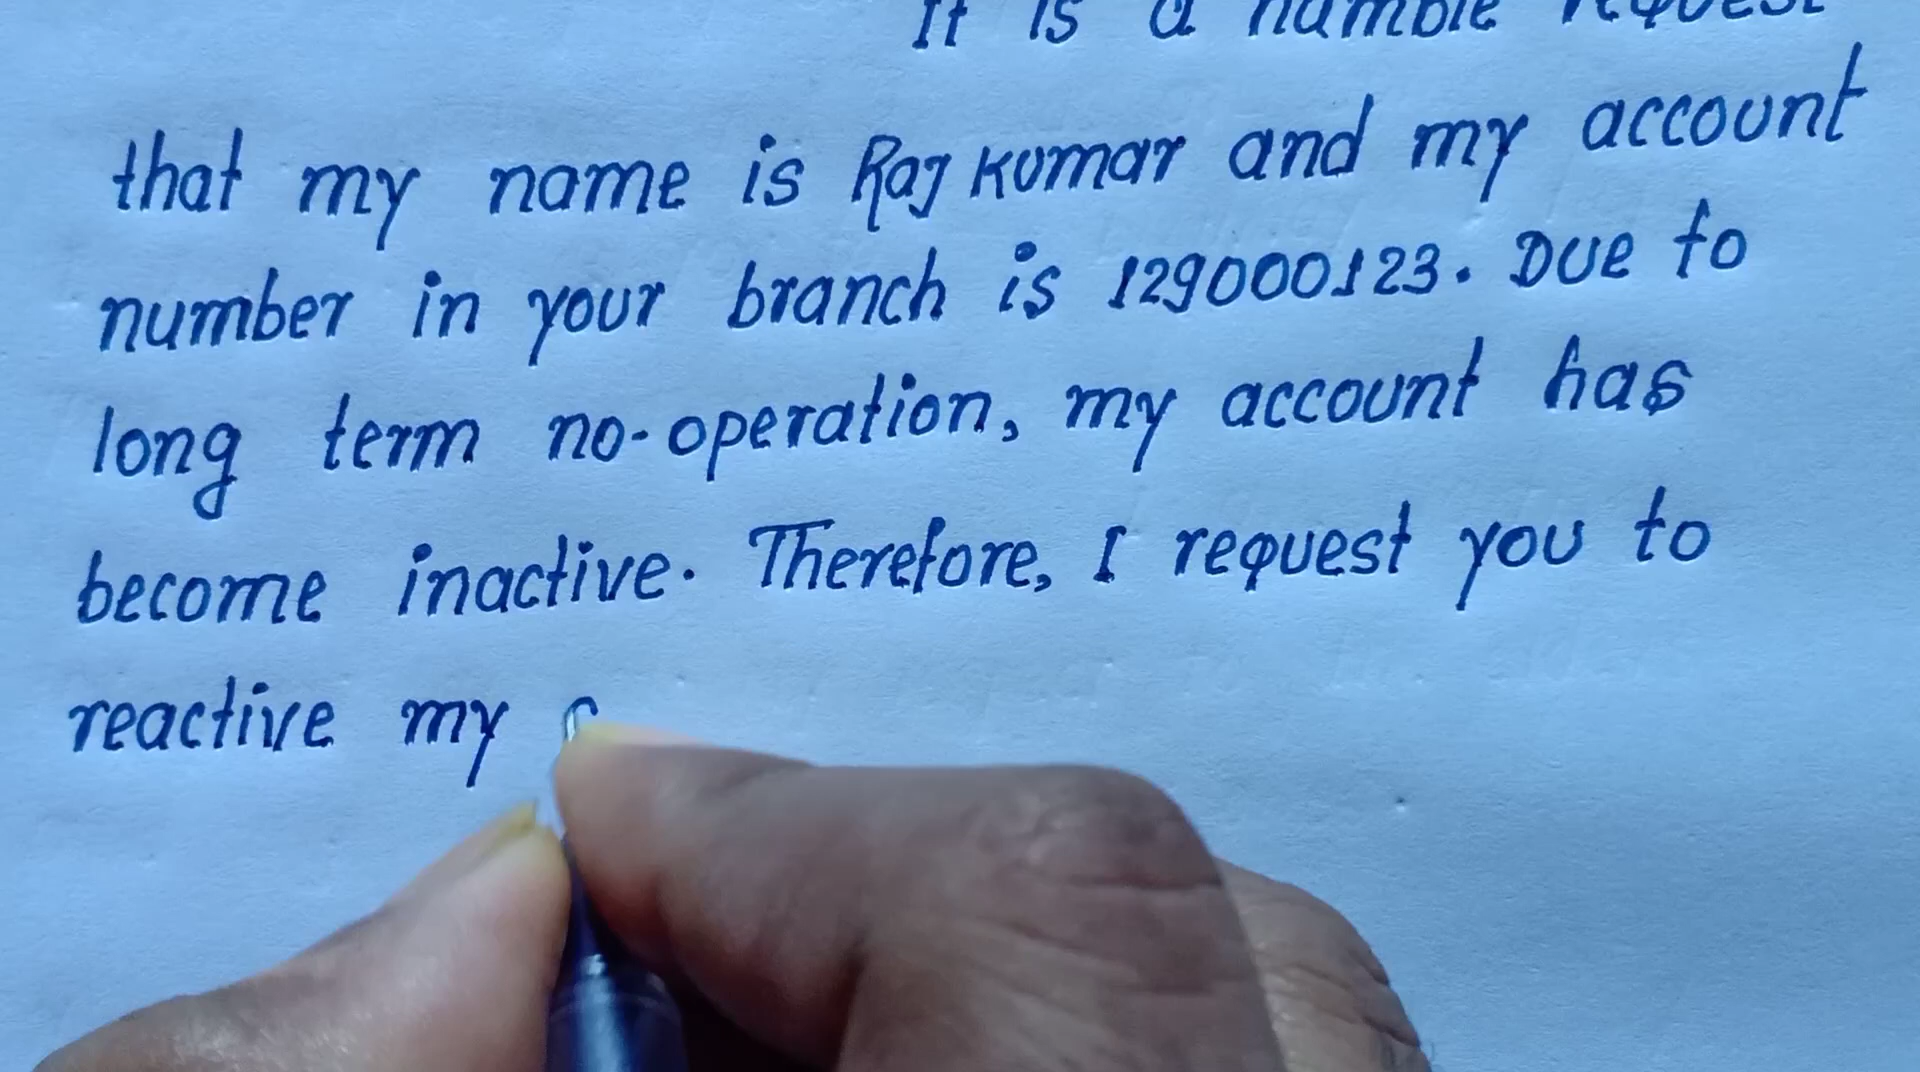 It is a humble request
that my name is Raj Kumar and my account
number in your branch is 129000123. Due to
long term no-operation, my account has
become inactive. Therefore, I request you to
reactive my